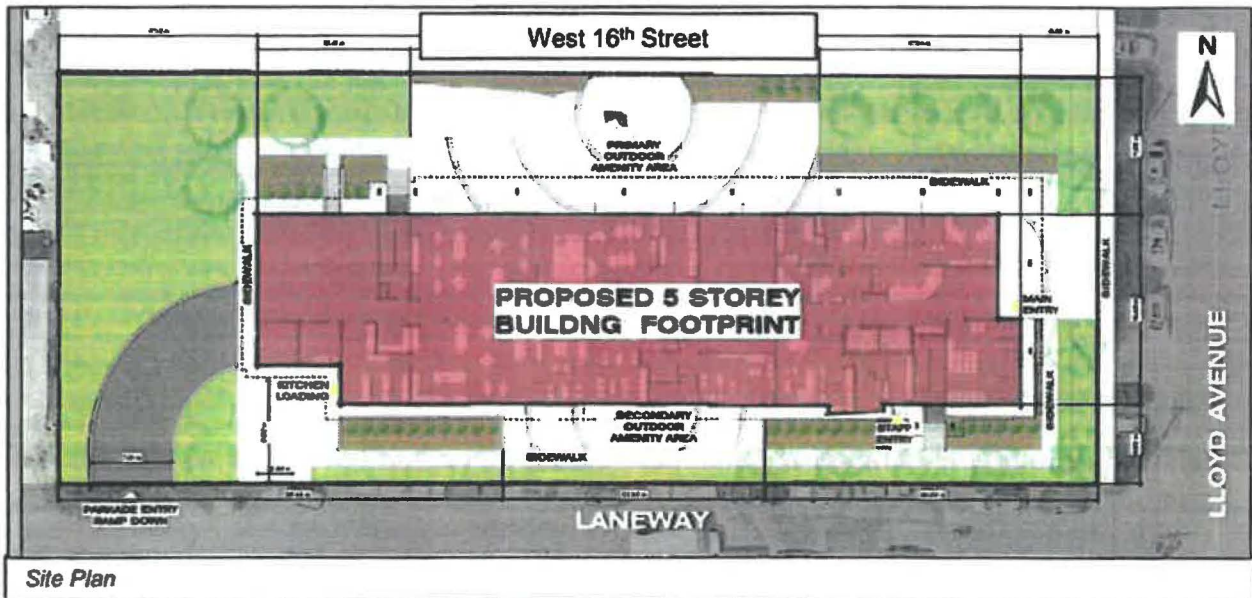 West 16th Street
N
PRIMARY
OUTDOOR
AMENITY AREA
SIDEWALK
LLOY
SIDEWALK
PROPOSED 5 STOREY
BUILDNG FOOTPRINT
MAIN
ENTRY
SIDEWALK
KITCHEN
LOADING
SECONDARY
OUTDOOR
AMENITY AREA
STAFF
ENTRY
SIDEWALK
SIDEWALK
LLOYD AVENUE
PARKADE ENTRY
RAMP DOWN
LANEWAY
Site Plan